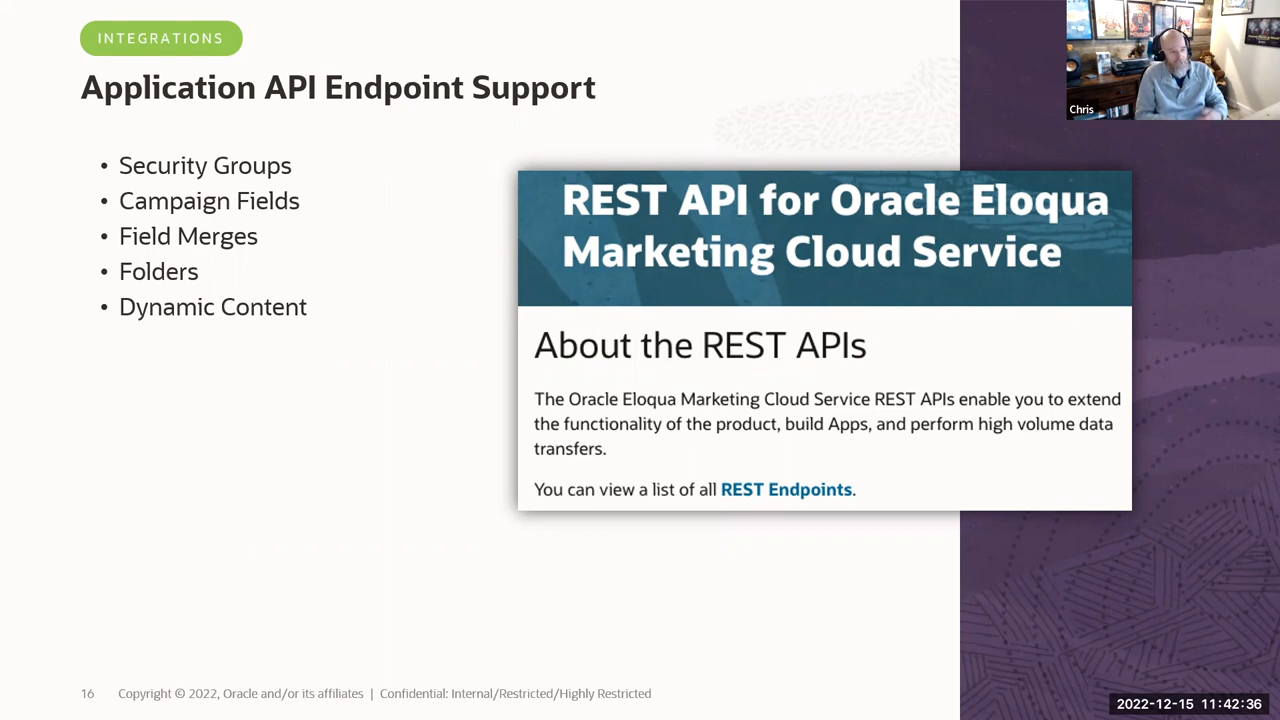 INTEGRATIONS
Application API Endpoint Support
• Security Groups
• Campaign Fields
• Field Merges
• Folders
• Dynamic Content
REST API for Oracle Eloqua
Marketing Cloud Service
About the REST APIs
The Oracle Eloqua Marketing Cloud Service REST APIs enable you to extend
the functionality of the product, build Apps, and perform high volume data
transfers.
You can view a list of all REST Endpoints.
Chris
16 Copyright © 2022, Oracle and/or its affiliates | Confidential: Internal/Restricted/Highly Restricted
2022-12-15 11:42:36